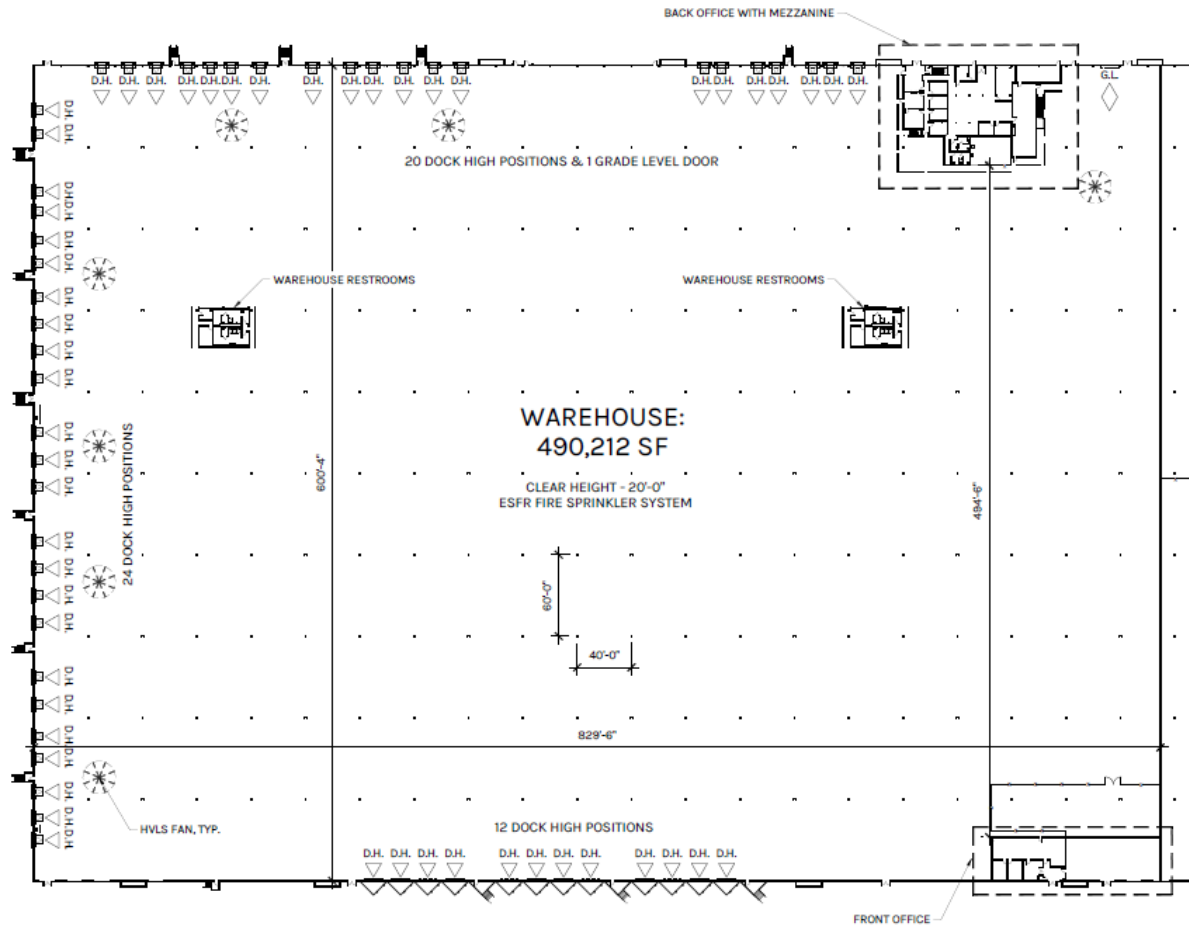 BACK OFFICE WITH MEZZANINE
D.H. D.H. D.H. D.H. D.H. D.H. D.H. D.H. D.H. D.H. D.H. D.H. D.H. D.H. D.H. D.H. D.H. D.H. D.H. D.H.
G.L.
D.H.
D.H.
20 DOCK HIGH POSITIONS & 1 GRADE LEVEL DOOR
D.H.
D.H.
D.H.
D.H.
WAREHOUSE RESTROOMS
WAREHOUSE RESTROOMS
D.H.
D.H.
D.H.
D.H.
WAREHOUSE:
490,212 SF
CLEAR HEIGHT - 20'-0"
ESFR FIRE SPRINKLER SYSTEM
600'-4"
494'-6"
D.H.
D.H.
D.H.
24 DOCK HIGH POSITIONS
D.H.
D.H.
D.H.
D.H.
60'-0"
40'-0"
D.H.
D.H.
D.H.
D.H.
829'-6"
D.H.
D.H.
D.H.
HVLS FAN, TYP.
12 DOCK HIGH POSITIONS
D.H. D.H. D.H. D.H. D.H. D.H. D.H. D.H. D.H. D.H. D.H. D.H.
FRONT OFFICE